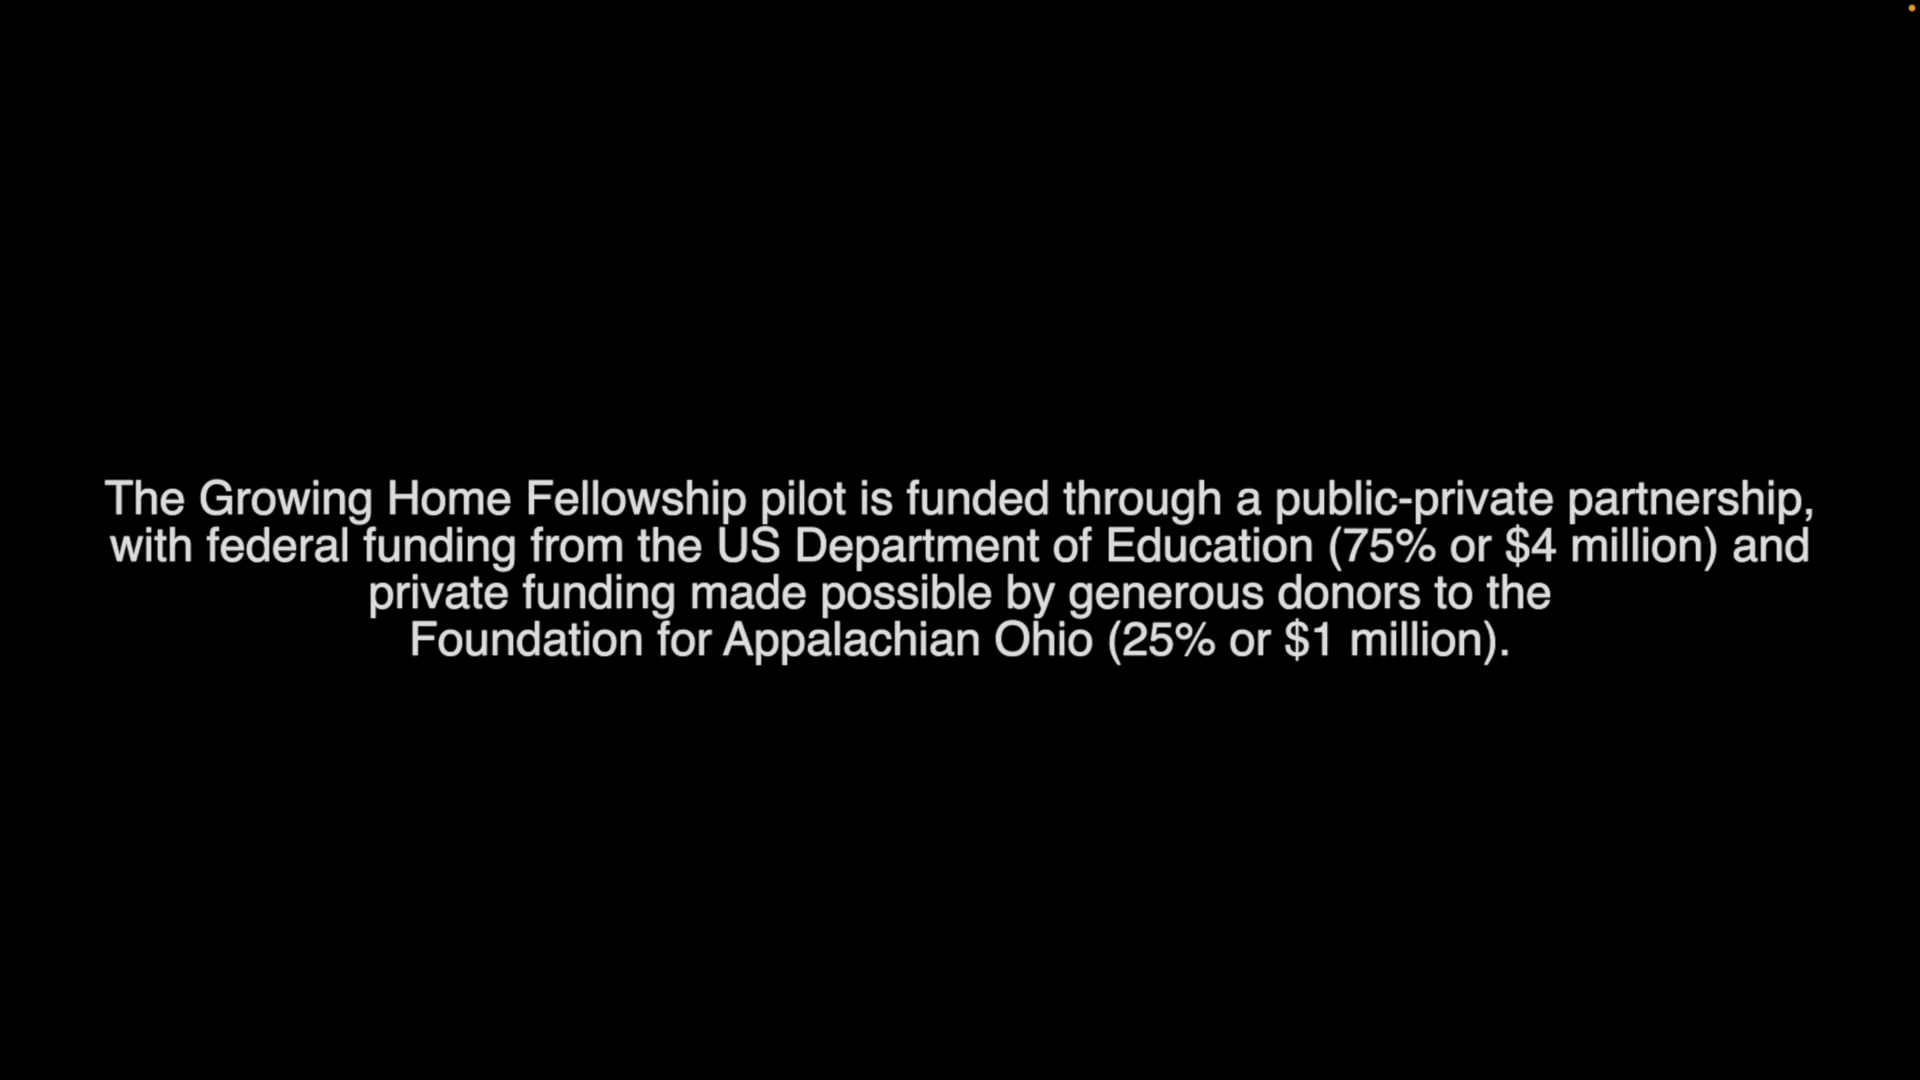 The Growing Home Fellowship pilot is funded through a public-private partnership,
with federal funding from the US Department of Education (75% or $4 million) and
private funding made possible by generous donors to the
Foundation for Appalachian Ohio (25% or $1 million).